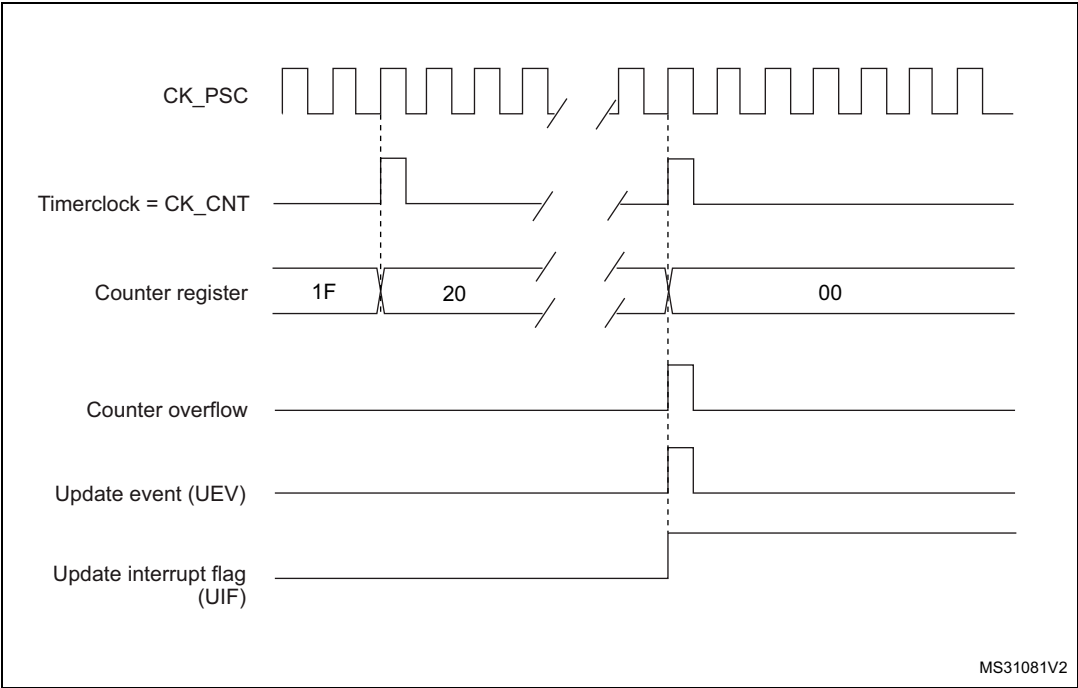 CK_PSC
Timerclock = CK_CNT
Counter register
1F
20
00
Counter overflow
Update event (UEV)
Update interrupt flag
(UIF)
MS31081V2